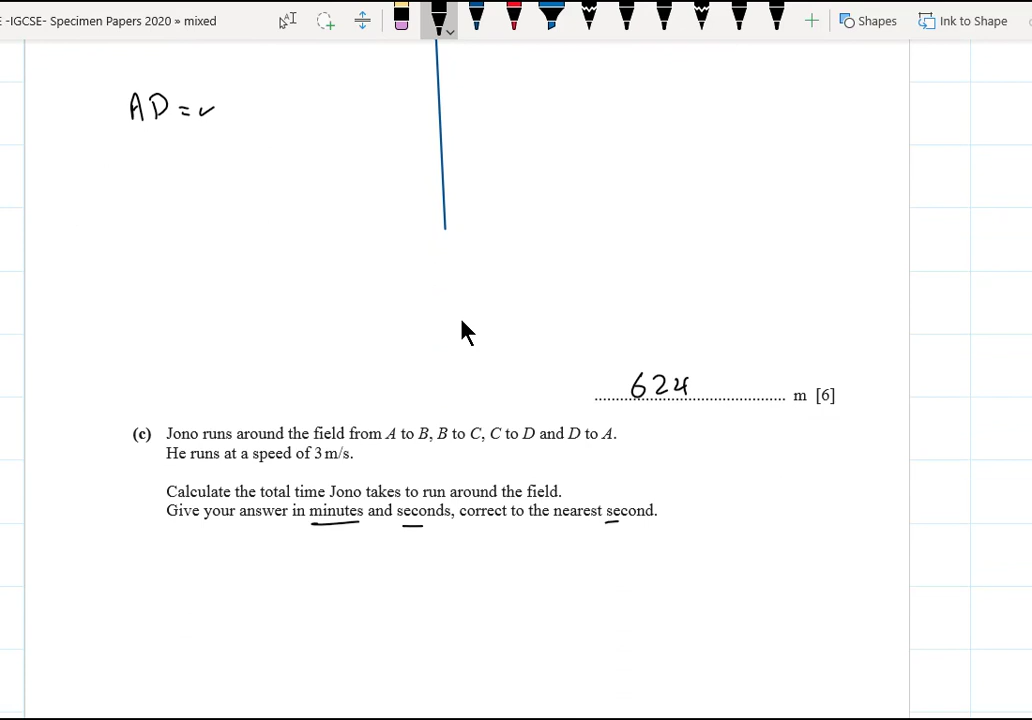 E -IGCSE- Specimen Papers 2020 » mixed
Shapes
Ink to Shape
AD =
624
m [6]
(c) Jono runs around the field from A to B, B to C, C to D and D to A.
He runs at a speed of 3 m/s.
Calculate the total time Jono takes to run around the field.
Give your answer in minutes and seconds, correct to the nearest second.